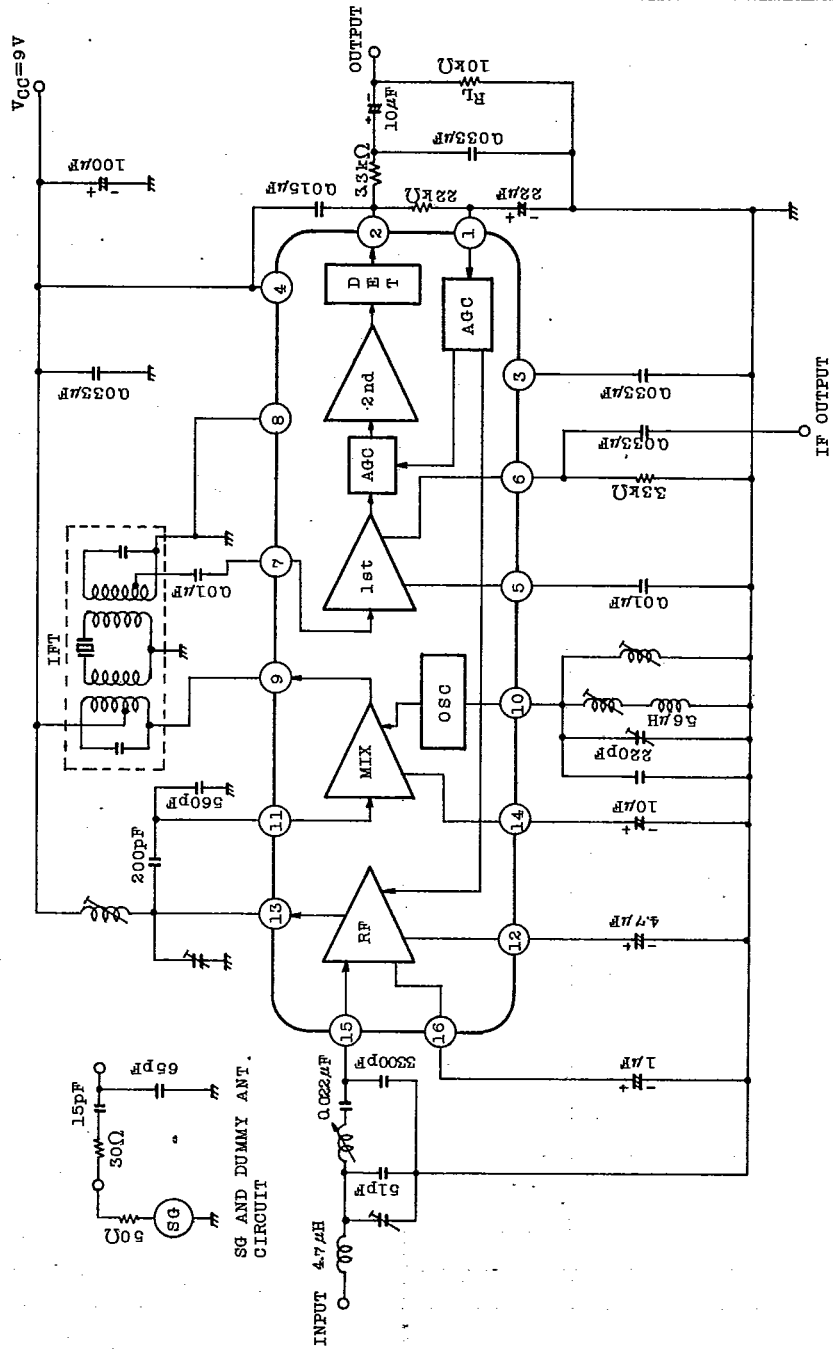 VCC=9V
100μF
+
-
0.033μF
IFT
0.01μF
560pF
200pF
15pF
65pF
30Ω
50Ω
SG
SG AND DUMMY ANT.
CIRCUIT
0.015μF
33kΩ
10μF
+
-
OUTPUT
22kΩ
0.033μF
RL
10kΩ
22μF
+
-
4
8
7
9
11
13
2
1
15
16
DET
2nd
AGC
AGC
1st
MIX
OSC
RF
3
6
5
10
14
12
INPUT
4.7μH
51pF
0.022μF
3300pF
1μF
+
-
4.7μF
+
-
10μF
+
-
220pF
5.6μH
0.01μF
3.3kΩ
0.033μF
0.033μF
IF OUTPUT